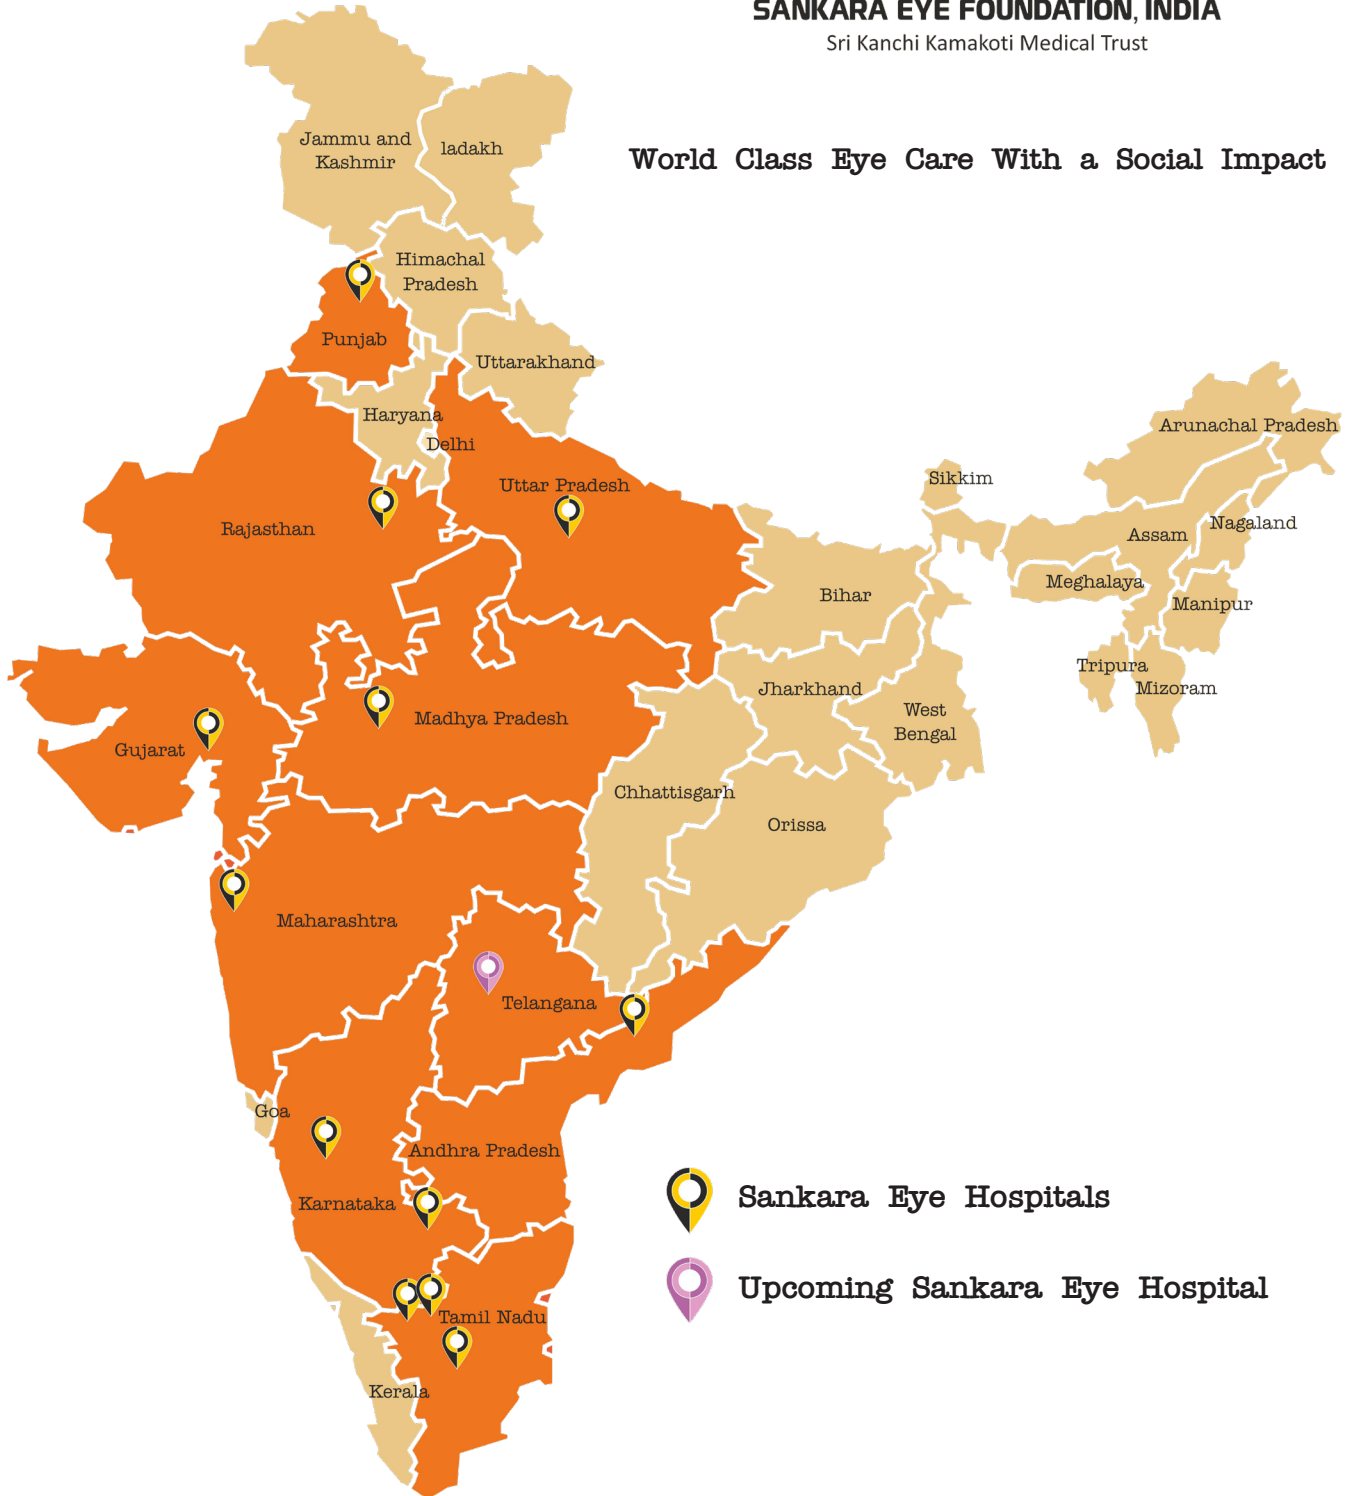 SANKARA EYE FOUNDATION, INDIA
Sri Kanchi Kamakoti Medical Trust
World Class Eye Care With a Social Impact
Jammu and
Kashmir
ladakh
Himachal
Pradesh
Punjab
Uttarakhand
Haryana
Delhi
Uttar Pradesh
Rajasthan
Arunachal Pradesh
Sikkim
Nagaland
Assam
Meghalaya
Manipur
Bihar
Tripura
Mizoram
Jharkhand
West
Bengal
Madhya Pradesh
Gujarat
Chhattisgarh
Orissa
Maharashtra
Telangana
Goa
Andhra Pradesh
Karnataka
Tamil Nadu
Kerala
Sankara Eye Hospitals
Upcoming Sankara Eye Hospital